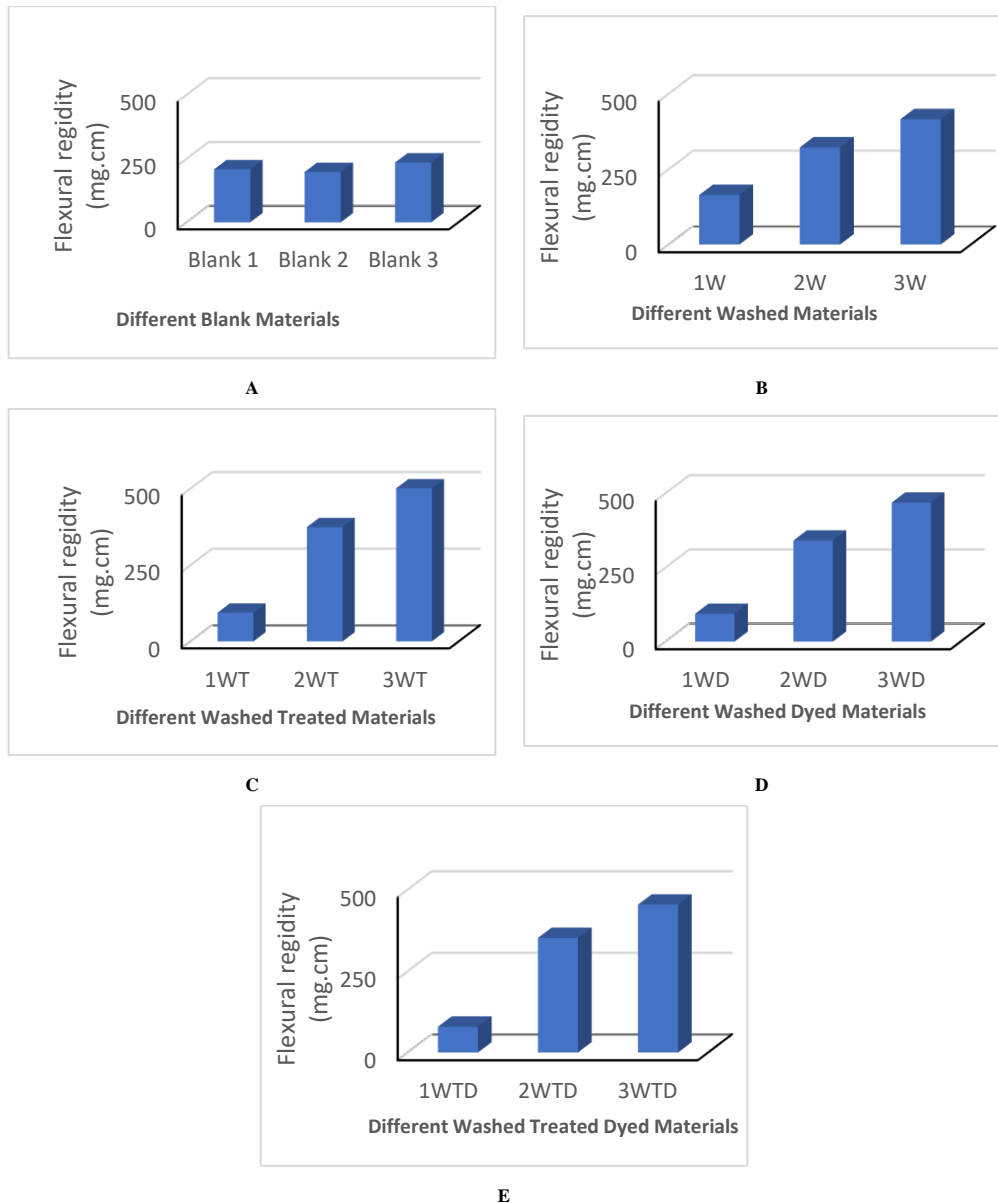 Flexural regidity
(mg.cm)
500
250
0
Blank 1 Blank 2 Blank 3
Different Blank Materials
A
Flexural regidity
(mg.cm)
500
250
0
1W 2W 3W
Different Washed Materials
B
Flexural regidity
(mg.cm)
500
250
0
1WT 2WT 3WT
Different Washed Treated Materials
C
Flexural regidity
(mg.cm)
500
250
0
1WD 2WD 3WD
Different Washed Dyed Materials
D
Flexural regidity
(mg.cm)
500
250
0
1WTD 2WTD 3WTD
Different Washed Treated Dyed Materials
E